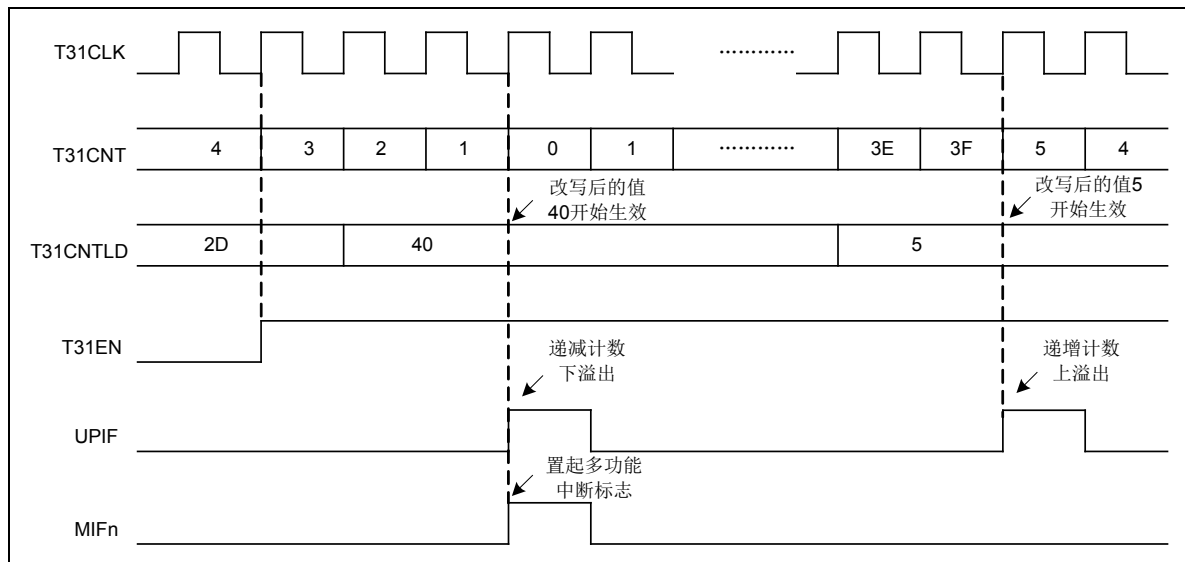 T31CLK
…………
T31CNT
4 3 2 1 0 1 ………… 3E 3F 5 4
改写后的值
40开始生效
改写后的值5
开始生效
T31CNTLD
2D 40 5
T31EN
递减计数
下溢出
递增计数
上溢出
UPIF
置起多功能
中断标志
MIFn